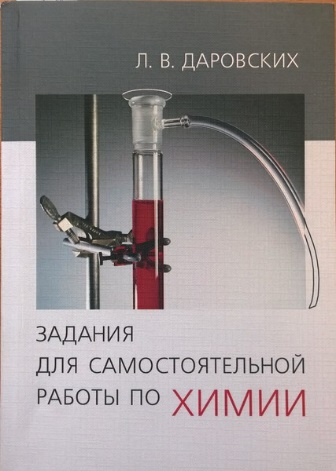 Л. В. ДАРОВСКИХ
ЗАДАНИЯ
ДЛЯ САМОСТОЯТЕЛЬНОЙ
РАБОТЫ ПО ХИМИИ